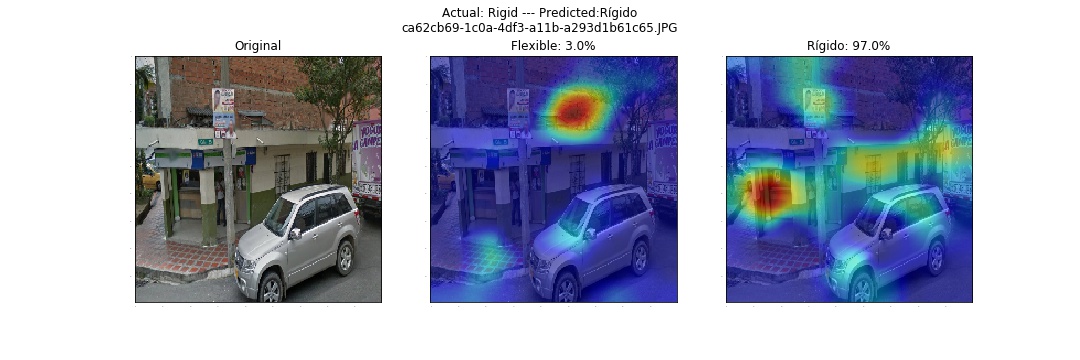 Actual: Rigid --- Predicted:Rígido
ca62cb69-1c0a-4df3-a11b-a293d1b61c65.JPG
Original
Flexible: 3.0%
Rígido: 97.0%